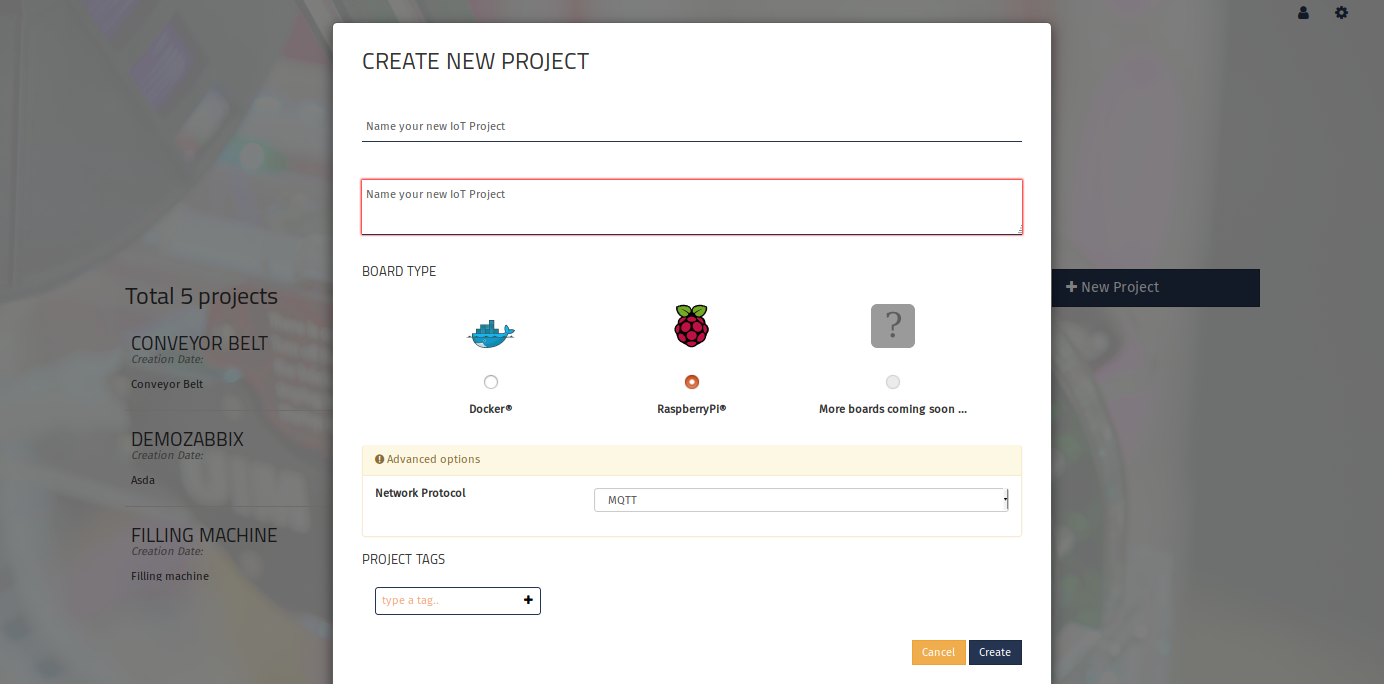 CREATE NEW PROJECT
Name your new IoT Project
Name your new IoT Project
BOARD TYPE
?
Docker®
RaspberryPi®
More boards coming soon ...
Advanced options
Network Protocol
MQTT
PROJECT TAGS
type a tag..
Cancel
Create
Total 5 projects
New Project
CONVEYOR BELT
Creation Date:
Conveyor Belt
DEMOZABBIX
Creation Date:
Asda
FILLING MACHINE
Creation Date:
Filling machine